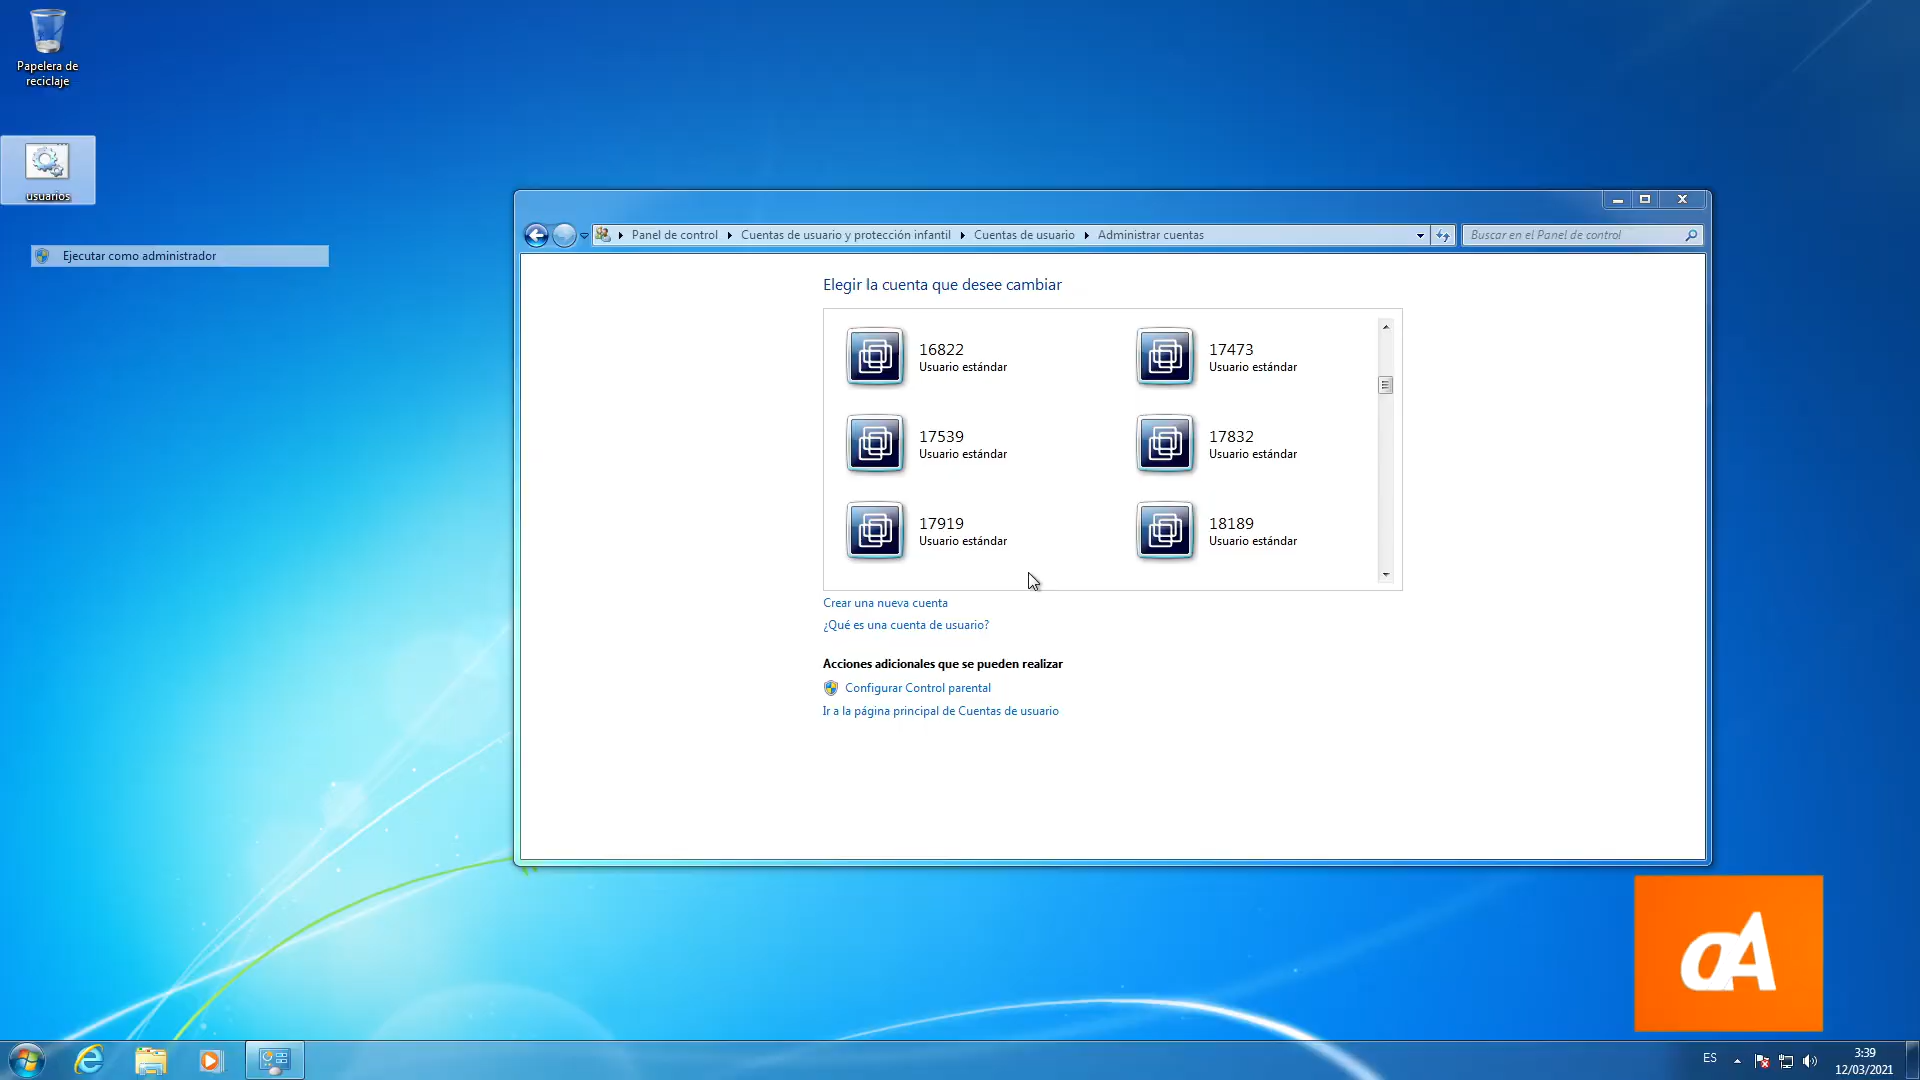 Papelera de
reciclaje
usuarios
Ejecutar como administrador
Panel de control
Cuentas de usuario y protección infantil
Cuentas de usuario
Administrar cuentas
Buscar en el Panel de control
Elegir la cuenta que desee cambiar
16822
Usuario estándar
17473
Usuario estándar
17539
Usuario estándar
17832
Usuario estándar
17919
Usuario estándar
18189
Usuario estándar
Crear una nueva cuenta
¿Qué es una cuenta de usuario?
Acciones adicionales que se pueden realizar
Configurar Control parental
Ir a la página principal de Cuentas de usuario
aA
ES
3:39
12/03/2021